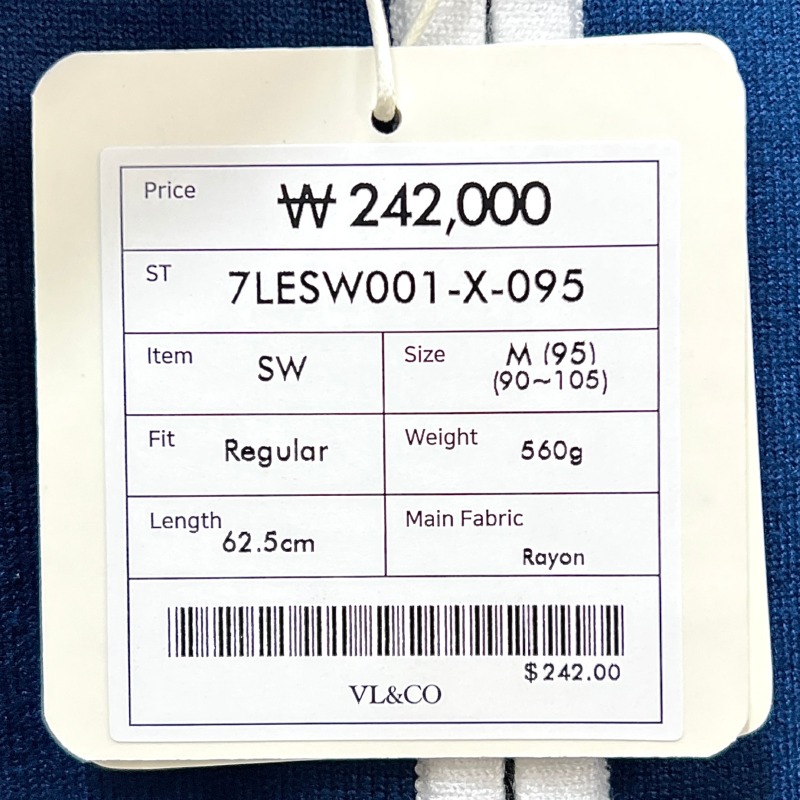 Price ₩ 242,000
ST 7LESW001-X-095
Item SW
Size M (95)
(90~105)
Fit Regular
Weight 560g
Length 62.5cm
Main Fabric
Rayon
$242.00
VL&CO